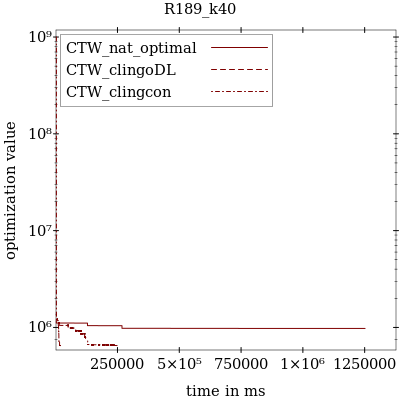 R189_k40
CTW_nat_optimal
CTW_clingoDL
CTW_clingcon
optimization value
10⁹
10⁸
10⁷
10⁶
250000 5×10⁵ 750000 1×10⁶ 1250000
time in ms